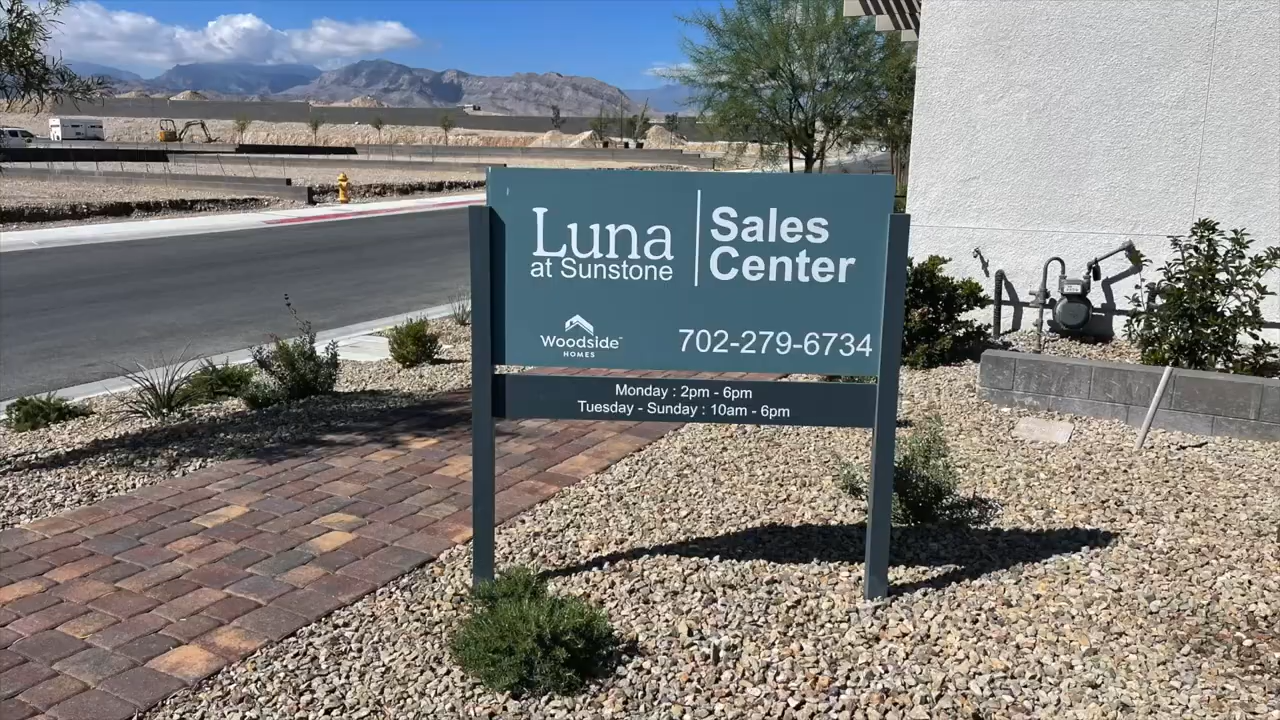 Luna
at Sunstone
Sales
Center
Woodside
HOMES
702-279-6734
Monday : 2pm - 6pm
Tuesday - Sunday : 10am - 6pm